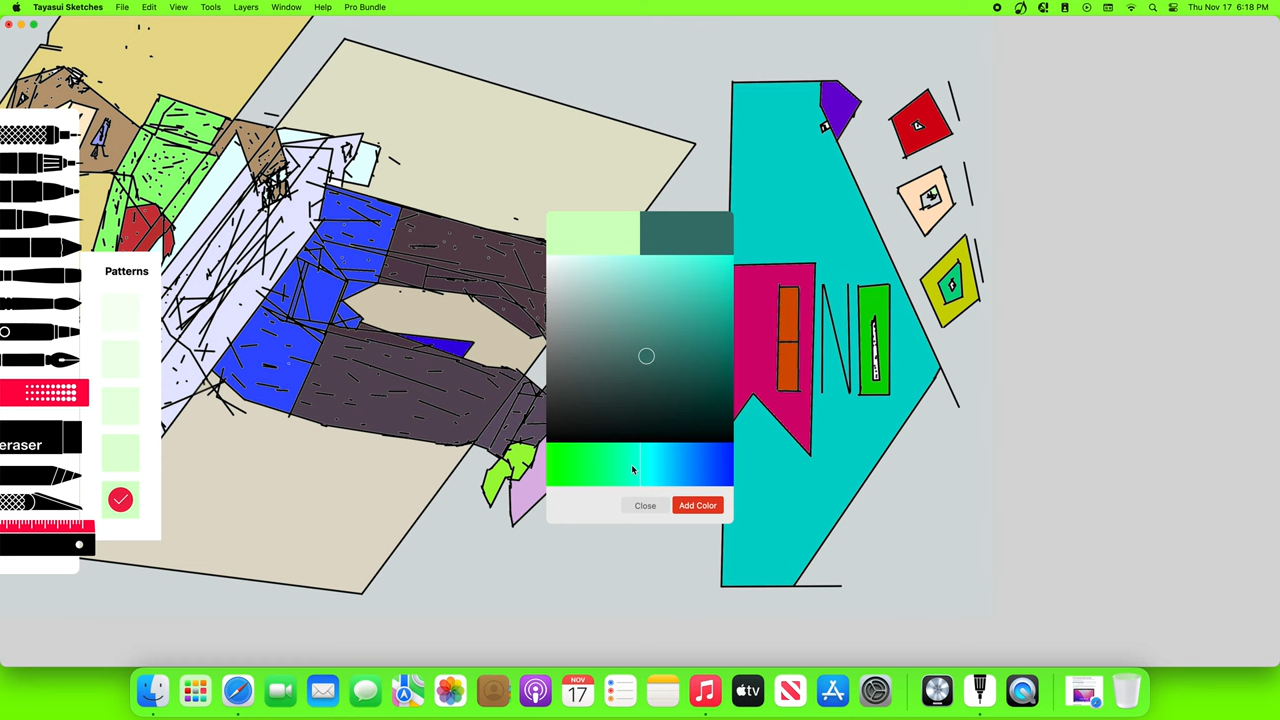 Tayasui Sketches File Edit View Tools Layers Window Help Pro Bundle Thu Nov 17 6:18 PM
Patterns
eraser
Close Add Color
NOV
17
tv